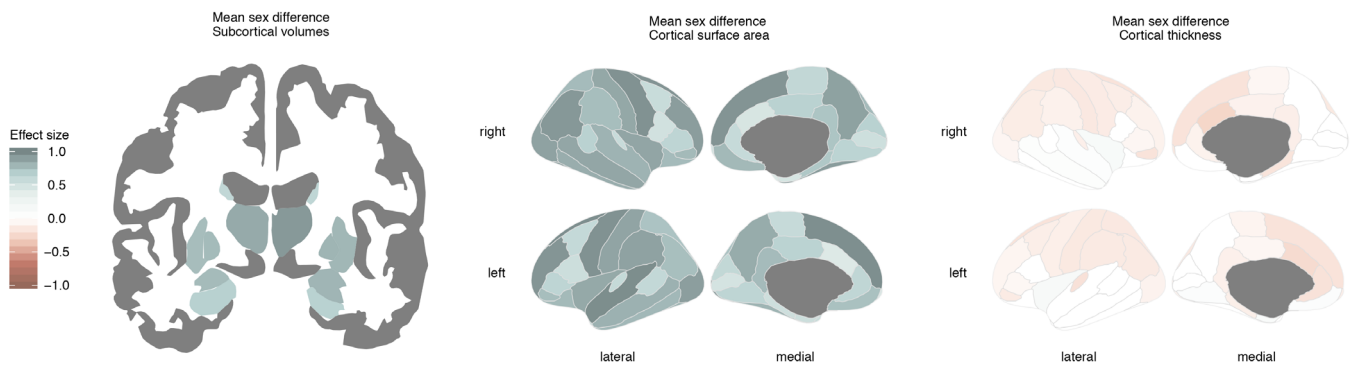 Mean sex difference
Subcortical volumes
Effect size
1.0
0.5
0.0
−0.5
−1.0
Mean sex difference
Cortical surface area
right
left
lateral
medial
Mean sex difference
Cortical thickness
right
left
lateral
medial